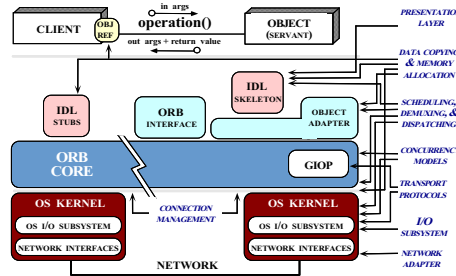 in args
operation()
CLIENT
OBJ
REF
OBJECT
(SERVANT)
out args + return value
PRESENTATION
LAYER
DATA COPYING
& MEMORY
ALLOCATION
IDL
STUBS
ORB
INTERFACE
IDL
SKELETON
OBJECT
ADAPTER
SCHEDULING,
DEMUXING, &
DISPATCHING
ORB
CORE
GIOP
CONCURRENCY
MODELS
TRANSPORT
PROTOCOLS
OS KERNEL
OS I/O SUBSYSTEM
NETWORK INTERFACES
CONNECTION
MANAGEMENT
OS KERNEL
OS I/O SUBSYSTEM
NETWORK INTERFACES
I/O
SUBSYSTEM
NETWORK
ADAPTER
NETWORK